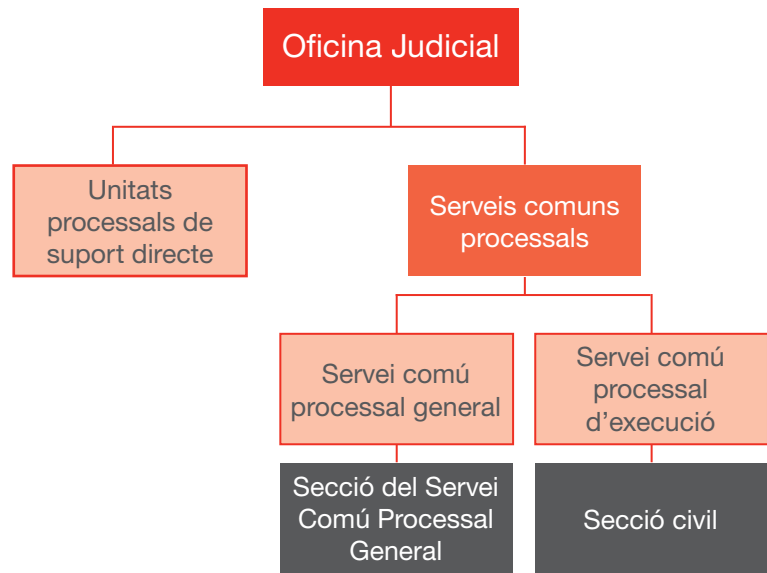 Oficina Judicial
Unitats
processals de
suport directe
Serveis comuns
processals
Servei comú
processal general
Servei comú
processal
d’execució
Secció del Servei
Comú Processal
General
Secció civil